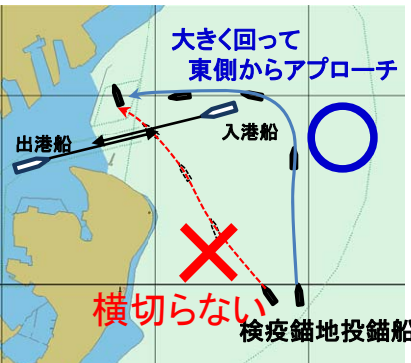 大きく回って
東側からアプローチ
出港船
入港船
横切らない
検疫錨地投錨船